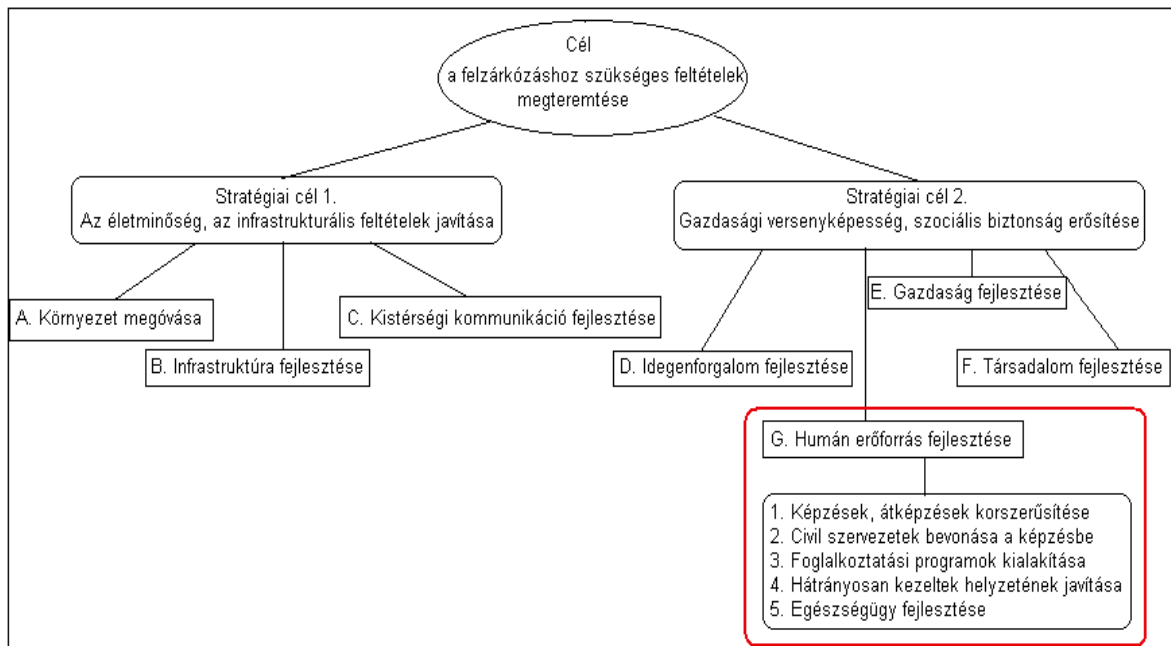 Cél
a felzárkózáshoz szükséges feltételek
megteremtése
Stratégiai cél 1.
Az életminőség, az infrastrukturális feltételek javítása
Stratégiai cél 2.
Gazdasági versenyképesség, szociális biztonság erősítése
A. Környezet megóvása
B. Infrastruktúra fejlesztése
C. Kistérségi kommunikáció fejlesztése
D. Idegenforgalom fejlesztése
E. Gazdaság fejlesztése
F. Társadalom fejlesztése
G. Humán erőforrás fejlesztése
1. Képzések, átképzések korszerűsítése
2. Civil szervezetek bevonása a képzésbe
3. Foglalkoztatási programok kialakítása
4. Hátrányosan kezeltek helyzetének javítása
5. Egészségügy fejlesztése